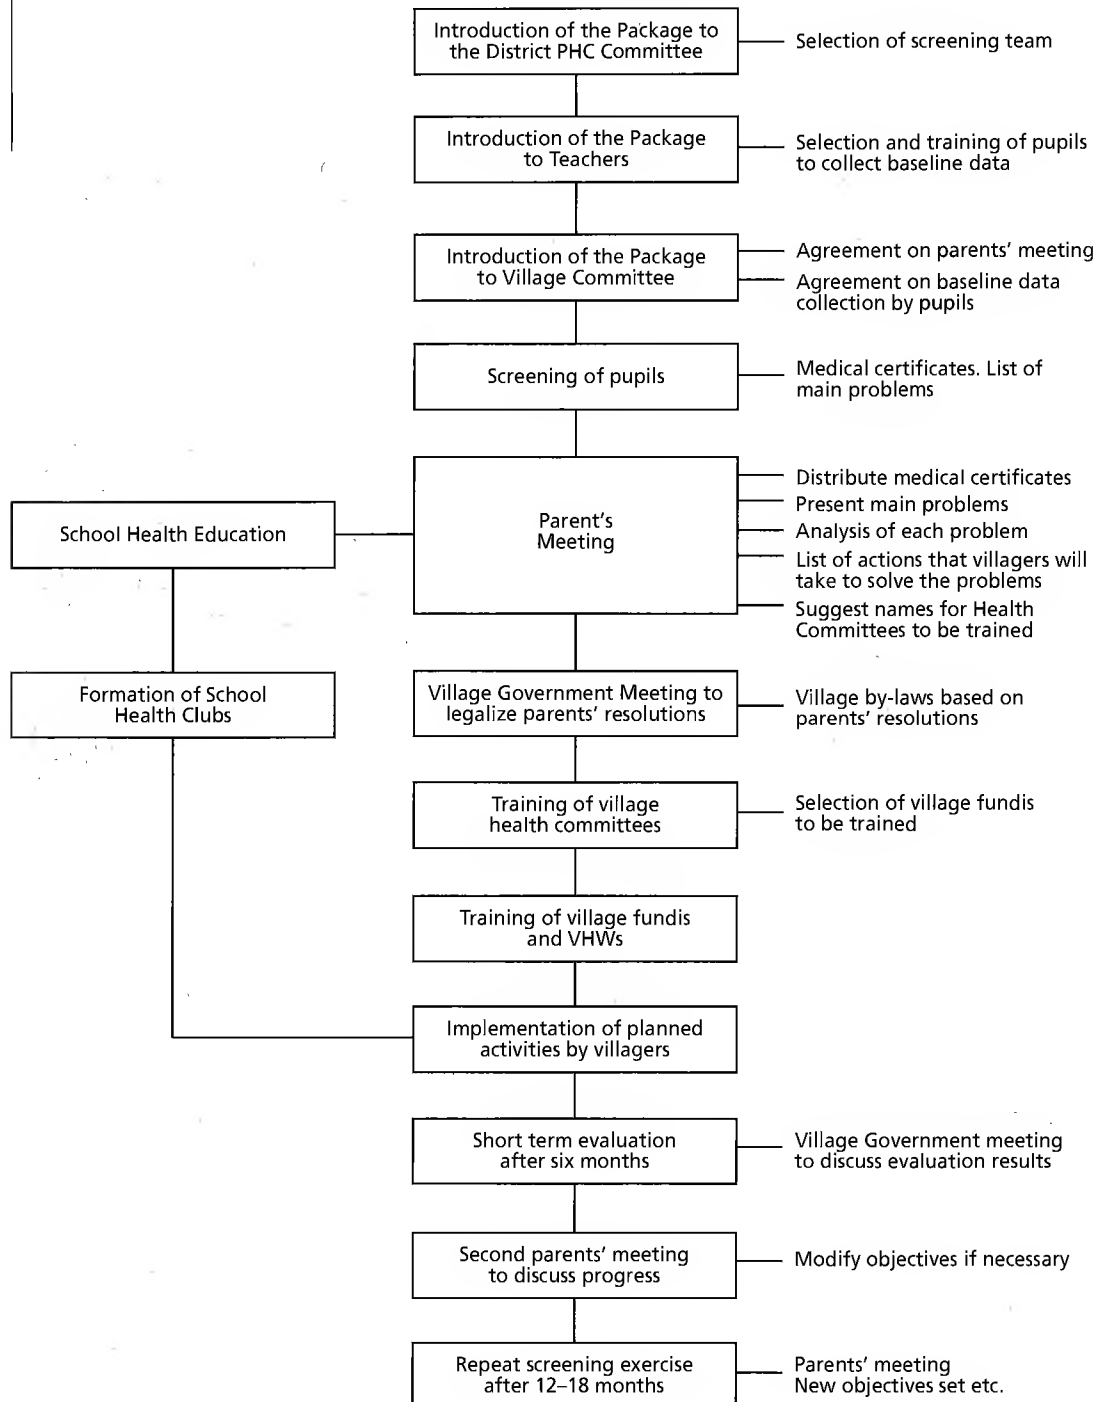 Introduction of the Package to
the District PHC Committee
Selection of screening team
Introduction of the Package
to Teachers
Selection and training of pupils
to collect baseline data
Introduction of the Package
to Village Committee
Agreement on parents' meeting
Agreement on baseline data
collection by pupils
Screening of pupils
Medical certificates. List of
main problems
Parent's
Meeting
Distribute medical certificates
Present main problems
Analysis of each problem
List of actions that villagers will
take to solve the problems
Suggest names for Health
Committees to be trained
School Health Education
Formation of School
Health Clubs
Village Government Meeting to
legalize parents' resolutions
Village by-laws based on
parents' resolutions
Training of village
health committees
Selection of village fundis
to be trained
Training of village fundis
and VHWs
Implementation of planned
activities by villagers
Short term evaluation
after six months
Village Government meeting
to discuss evaluation results
Second parents' meeting
to discuss progress
Modify objectives if necessary
Repeat screening exercise
after 12–18 months
Parents' meeting
New objectives set etc.